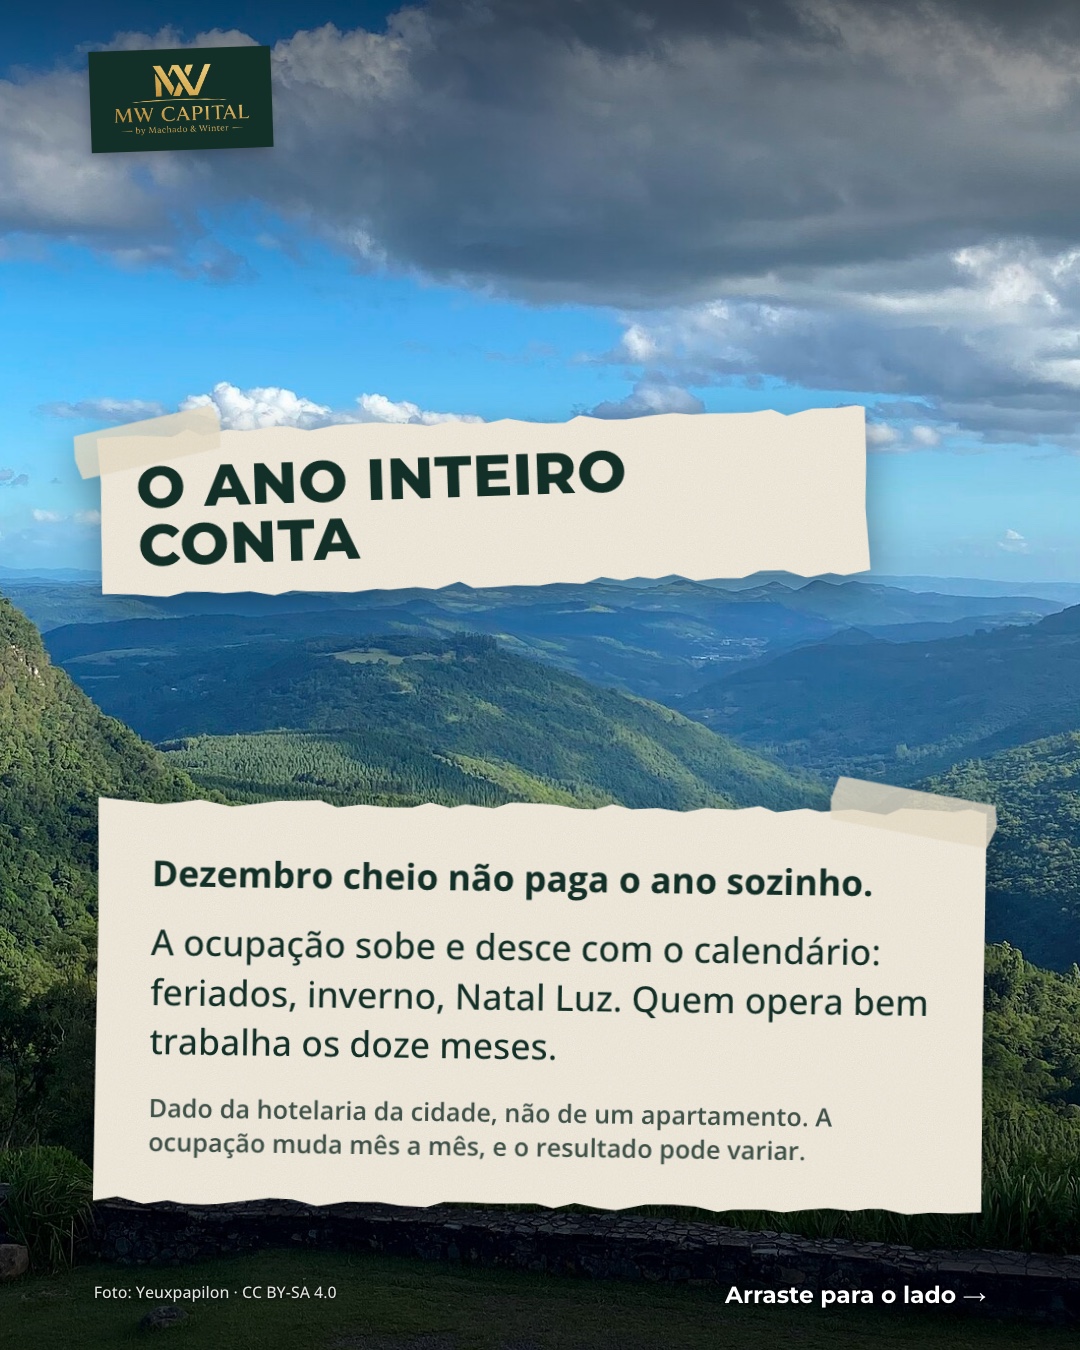 MW CAPITAL
by Machado & Winter
O ANO INTEIRO
CONTA
Dezembro cheio não paga o ano sozinho.
A ocupação sobe e desce com o calendário:
feriados, inverno, Natal Luz. Quem opera bem
trabalha os doze meses.
Dado da hotelaria da cidade, não de um apartamento. A
ocupação muda mês a mês, e o resultado pode variar.
Foto: Yeuxpapilon · CC BY-SA 4.0
Arraste para o lado →